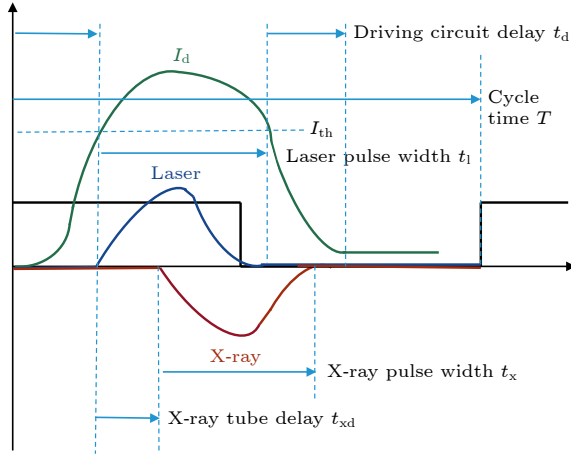 Driving circuit delay t_d
I_d
Cycle
time T
I_th
Laser pulse width t_l
Laser
X-ray
X-ray pulse width t_x
X-ray tube delay t_xd